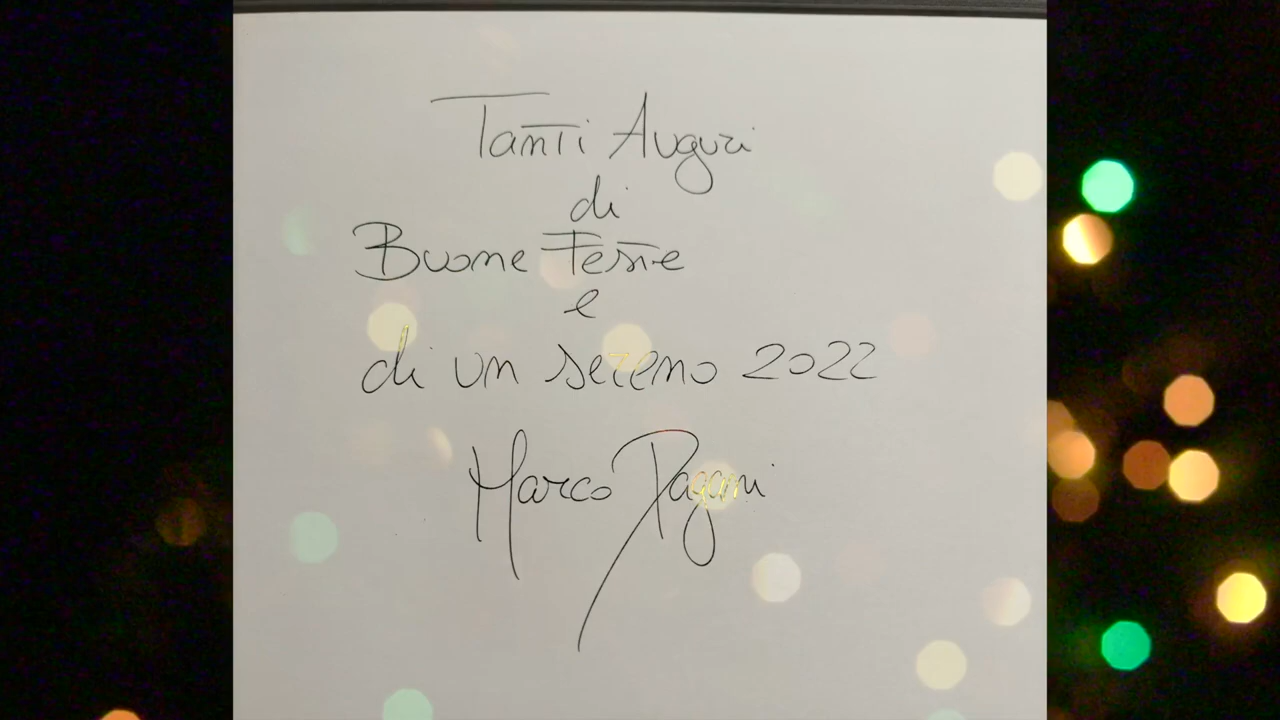 Tanti Auguri
di
Buone Feste
e
di un sereno 2022
Marco Pagani